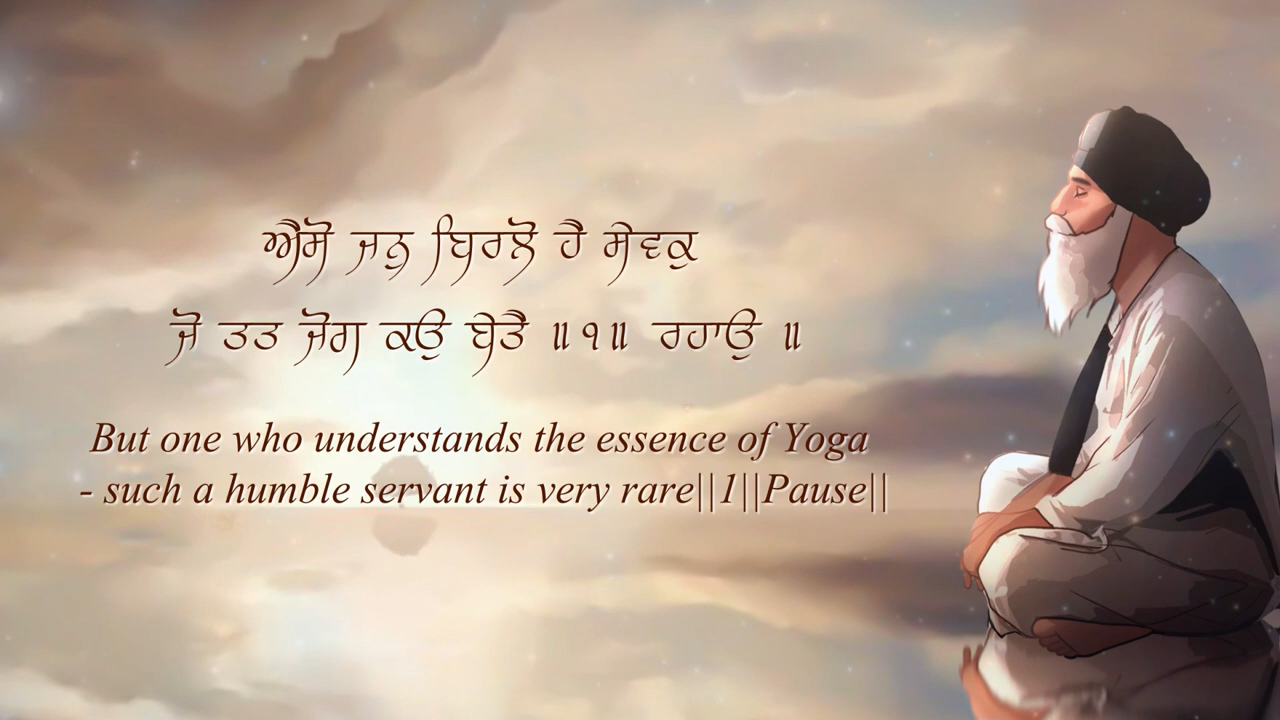 ਐਸੋ ਜਨੁ ਬਿਰਲੋ ਹੈ ਸੇਵਕੁ
ਜੋ ਤਤ ਜੋਗ ਕਉ ਬੇਤੈ ॥੧॥ ਰਹਾਉ ॥
But one who understands the essence of Yoga
- such a humble servant is very rare||1||Pause||